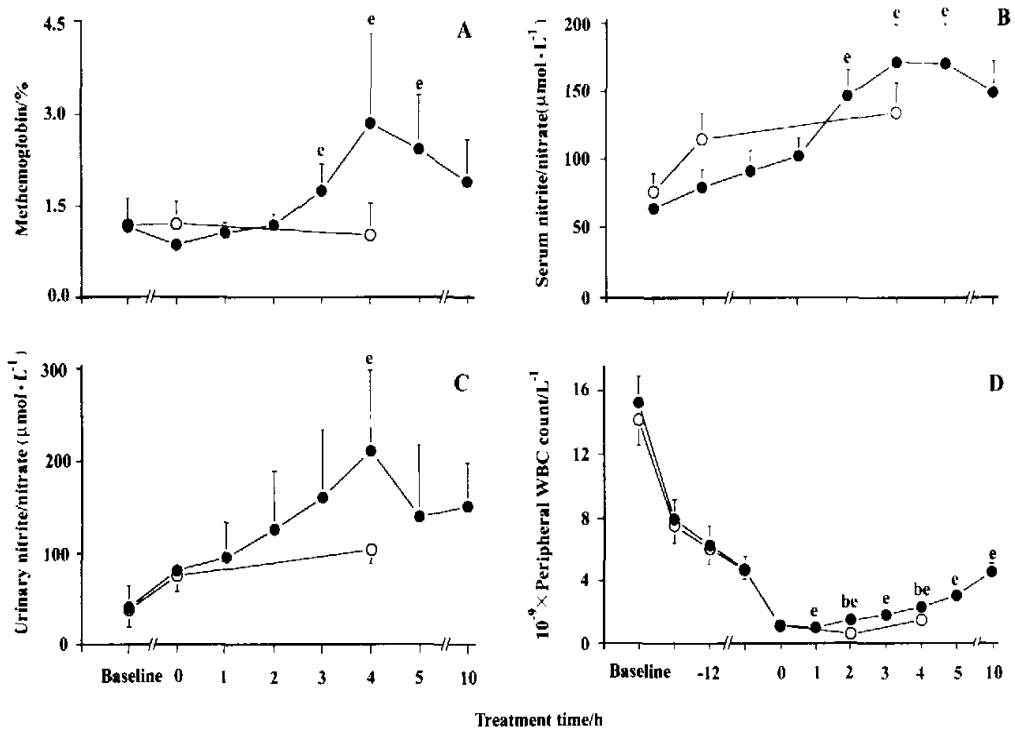 4.5
3.0
1.5
0.0
Methemoglobin/%
A
e
e
e
200
150
100
50
0
Serum nitrite/nitrate(μmol·L⁻¹)
B
e
e
e
300
200
100
0
Urinary nitrite/nitrate (μmol·L⁻¹)
C
e
Baseline 0 1 2 3 4 5 10
16
12
8
4
0
10⁻⁹× Peripheral WBC count/L⁻¹
D
e be e be e e
Baseline -12 0 1 2 3 4 5 10
Treatment time/h